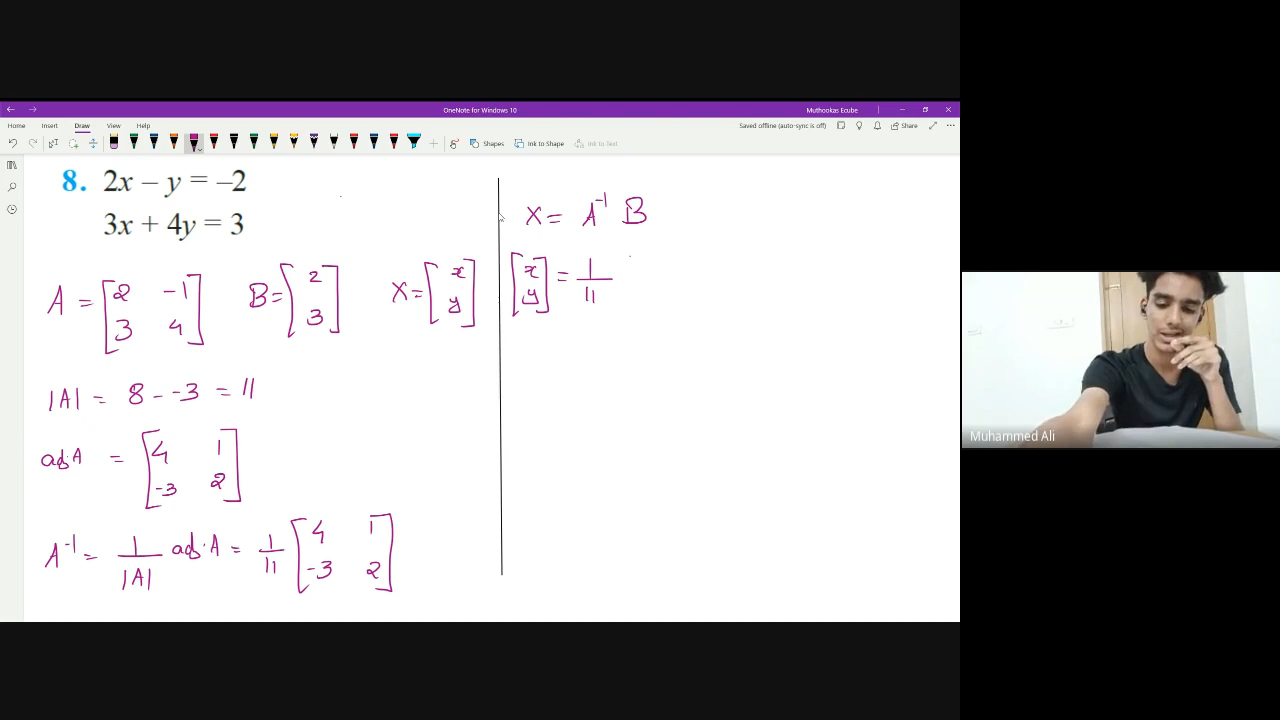 OneNote for Windows 10
Muthookas Ecube
Home Insert Draw View Help
Saved offline (auto-sync is off)
Share
Shapes Ink to Shape Ink to Text
8. 2x − y = −2
3x + 4y = 3
A = [2 -1; 3 4] B = [2; 3] X = [x; y]
|A| = 8 - -3 = 11
adj.A = [4 1; -3 2]
A⁻¹ = 1/|A| adj.A = 1/11 [4 1; -3 2]
X = A⁻¹ B
[x; y] = 1/11
Muhammed Ali